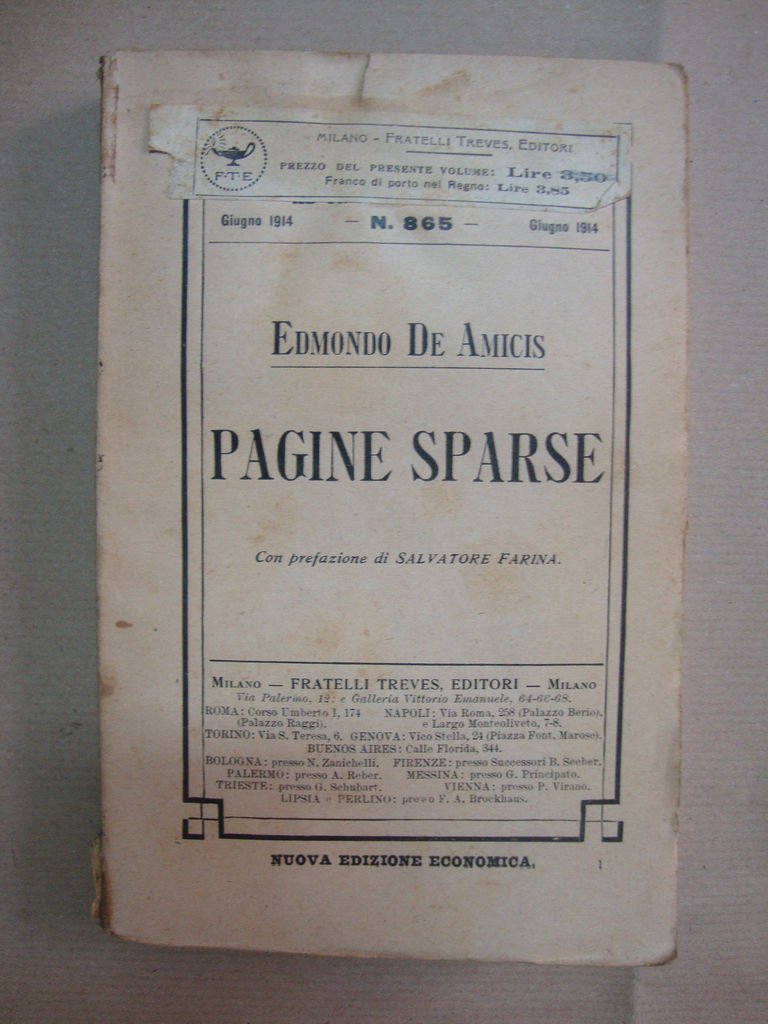 MILANO - FRATELLI TREVES, EDITORI
F·T·E
PREZZO DEL PRESENTE VOLUME: Lire 3,50
Franco di porto nel Regno: Lire 3,85
Giugno 1914 — N. 865 — Giugno 1914
EDMONDO DE AMICIS
PAGINE SPARSE
Con prefazione di SALVATORE FARINA.
MILANO — FRATELLI TREVES, EDITORI — MILANO
Via Palermo, 12; e Galleria Vittorio Emanuele, 64-66-68.
ROMA: Corso Umberto I, 174 NAPOLI: Via Roma, 258 (Palazzo Berio).
(Palazzo Raggi). e Largo Monteoliveto, 7-8.
TORINO: Via S. Teresa, 6. GENOVA: Vico Stella, 24 (Piazza Font. Marose).
BUENOS AIRES: Calle Florida, 344.
BOLOGNA: presso N. Zanichelli. FIRENZE: presso Successori B. Seeber.
PALERMO: presso A. Reber. MESSINA: presso G. Principato.
TRIESTE: presso G. Schubart. VIENNA: presso P. Virano.
LIPSIA e BERLINO: presso F. A. Brockhaus.
NUOVA EDIZIONE ECONOMICA. 1